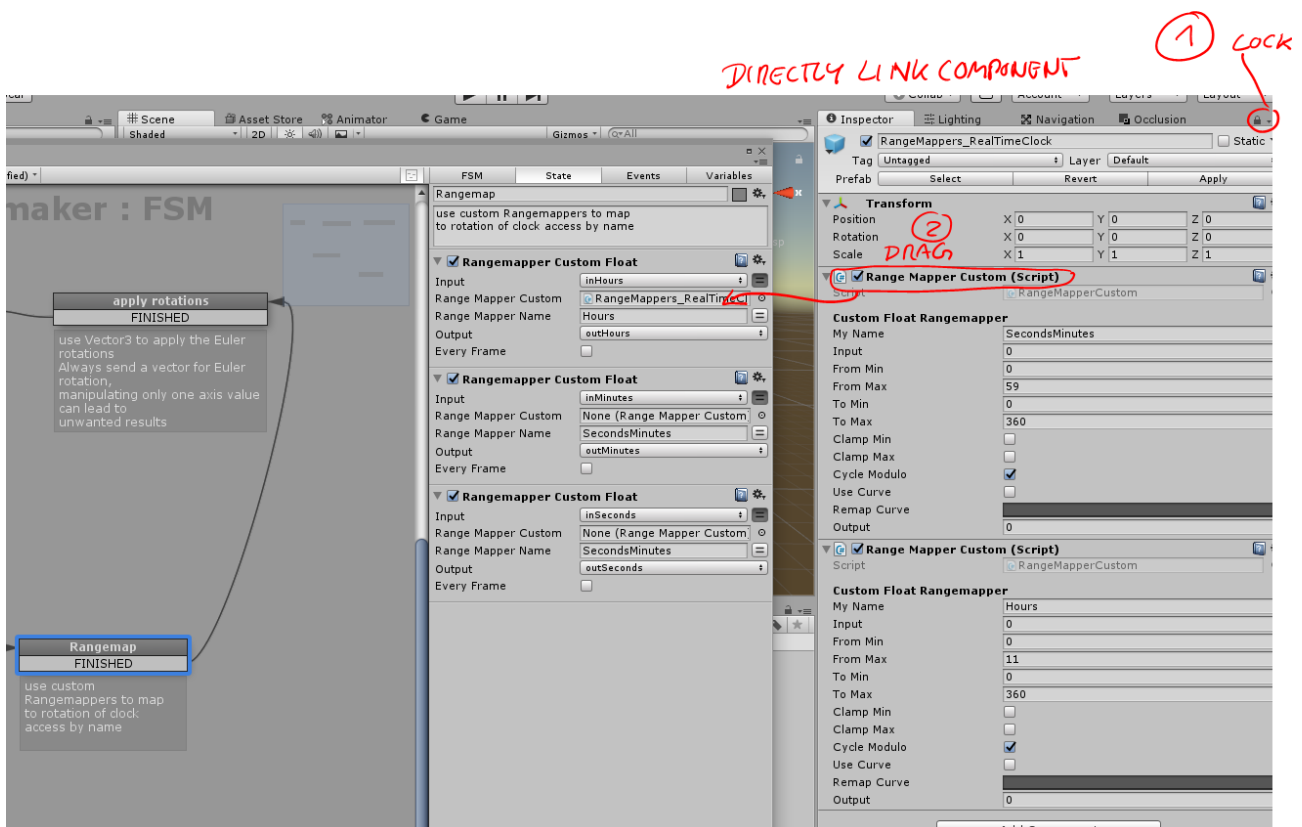 1 LOCK
DIRECTLY LINK COMPONENT
Collab Account Layers Layout
Scene Asset Store Animator Game
Shaded 2D Gizmos All
Inspector Lighting Navigation Occlusion
RangeMappers_RealTimeClock Static
Tag Untagged Layer Default
Prefab Select Revert Apply
Transform
Position X 0 Y 0 Z 0
Rotation X 0 Y 0 Z 0
Scale X 1 Y 1 Z 1
2
DRAG
Range Mapper Custom (Script)
Script RangeMapperCustom
Custom Float Rangemapper
My Name SecondsMinutes
Input 0
From Min 0
From Max 59
To Min 0
To Max 360
Clamp Min
Clamp Max
Cycle Modulo
Use Curve
Remap Curve
Output 0
Range Mapper Custom (Script)
Script RangeMapperCustom
Custom Float Rangemapper
My Name Hours
Input 0
From Min 0
From Max 11
To Min 0
To Max 360
Clamp Min
Clamp Max
Cycle Modulo
Use Curve
Remap Curve
Output 0
FSM State Events Variables
Rangemap
use custom Rangemappers to map
to rotation of clock access by name
Rangemapper Custom Float
Input inHours
Range Mapper Custom RangeMappers_RealTimeCl
Range Mapper Name Hours
Output outHours
Every Frame
Rangemapper Custom Float
Input inMinutes
Range Mapper Custom None (Range Mapper Custom
Range Mapper Name SecondsMinutes
Output outMinutes
Every Frame
Rangemapper Custom Float
Input inSeconds
Range Mapper Custom None (Range Mapper Custom
Range Mapper Name SecondsMinutes
Output outSeconds
Every Frame
fied)
maker : FSM
apply rotations
FINISHED
use Vector3 to apply the Euler
rotations
Always send a vector for Euler
rotation,
manipulating only one axis value
can lead to
unwanted results
Rangemap
FINISHED
use custom
Rangemappers to map
to rotation of clock
access by name
x
sp